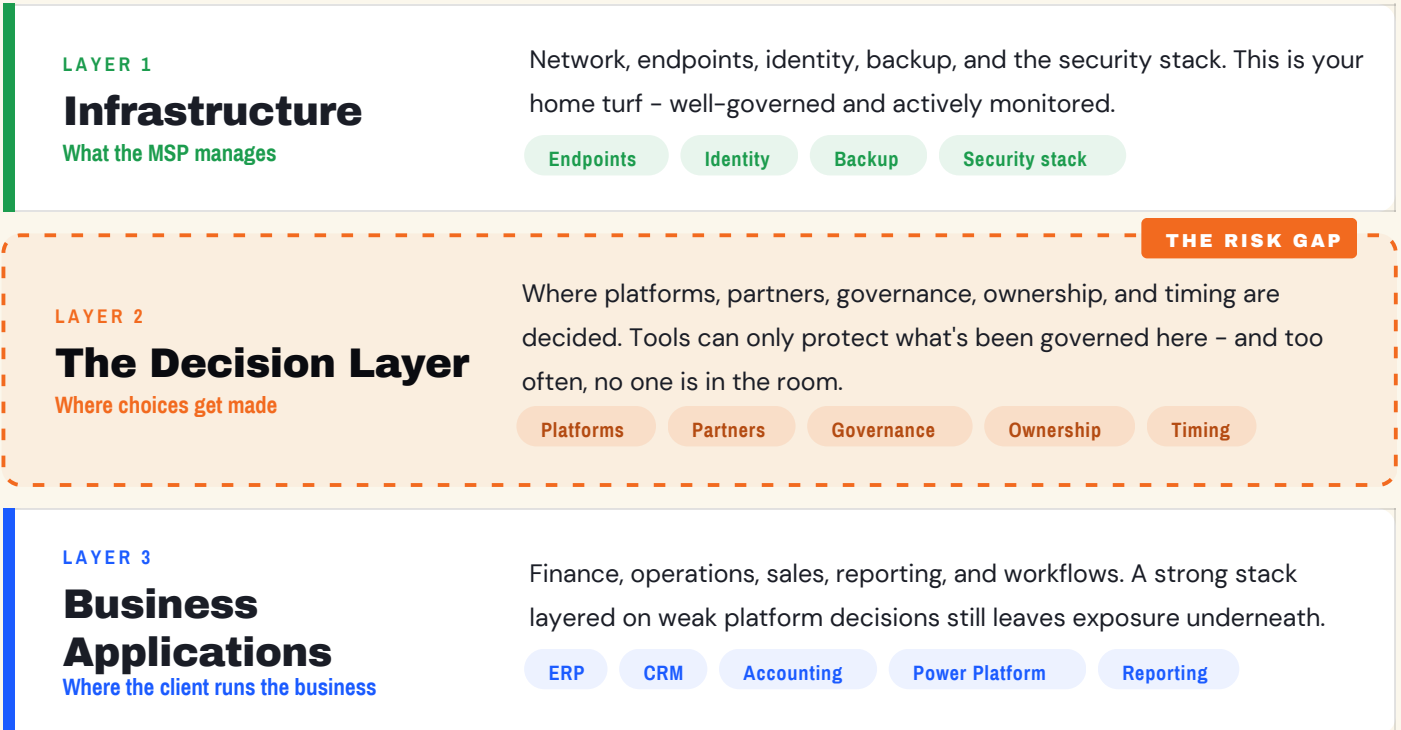 LAYER 1
Infrastructure
What the MSP manages
Network, endpoints, identity, backup, and the security stack. This is your
home turf – well-governed and actively monitored.
Endpoints
Identity
Backup
Security stack
THE RISK GAP
LAYER 2
The Decision Layer
Where choices get made
Where platforms, partners, governance, ownership, and timing are
decided. Tools can only protect what's been governed here – and too
often, no one is in the room.
Platforms
Partners
Governance
Ownership
Timing
LAYER 3
Business
Applications
Where the client runs the business
Finance, operations, sales, reporting, and workflows. A strong stack
layered on weak platform decisions still leaves exposure underneath.
ERP
CRM
Accounting
Power Platform
Reporting